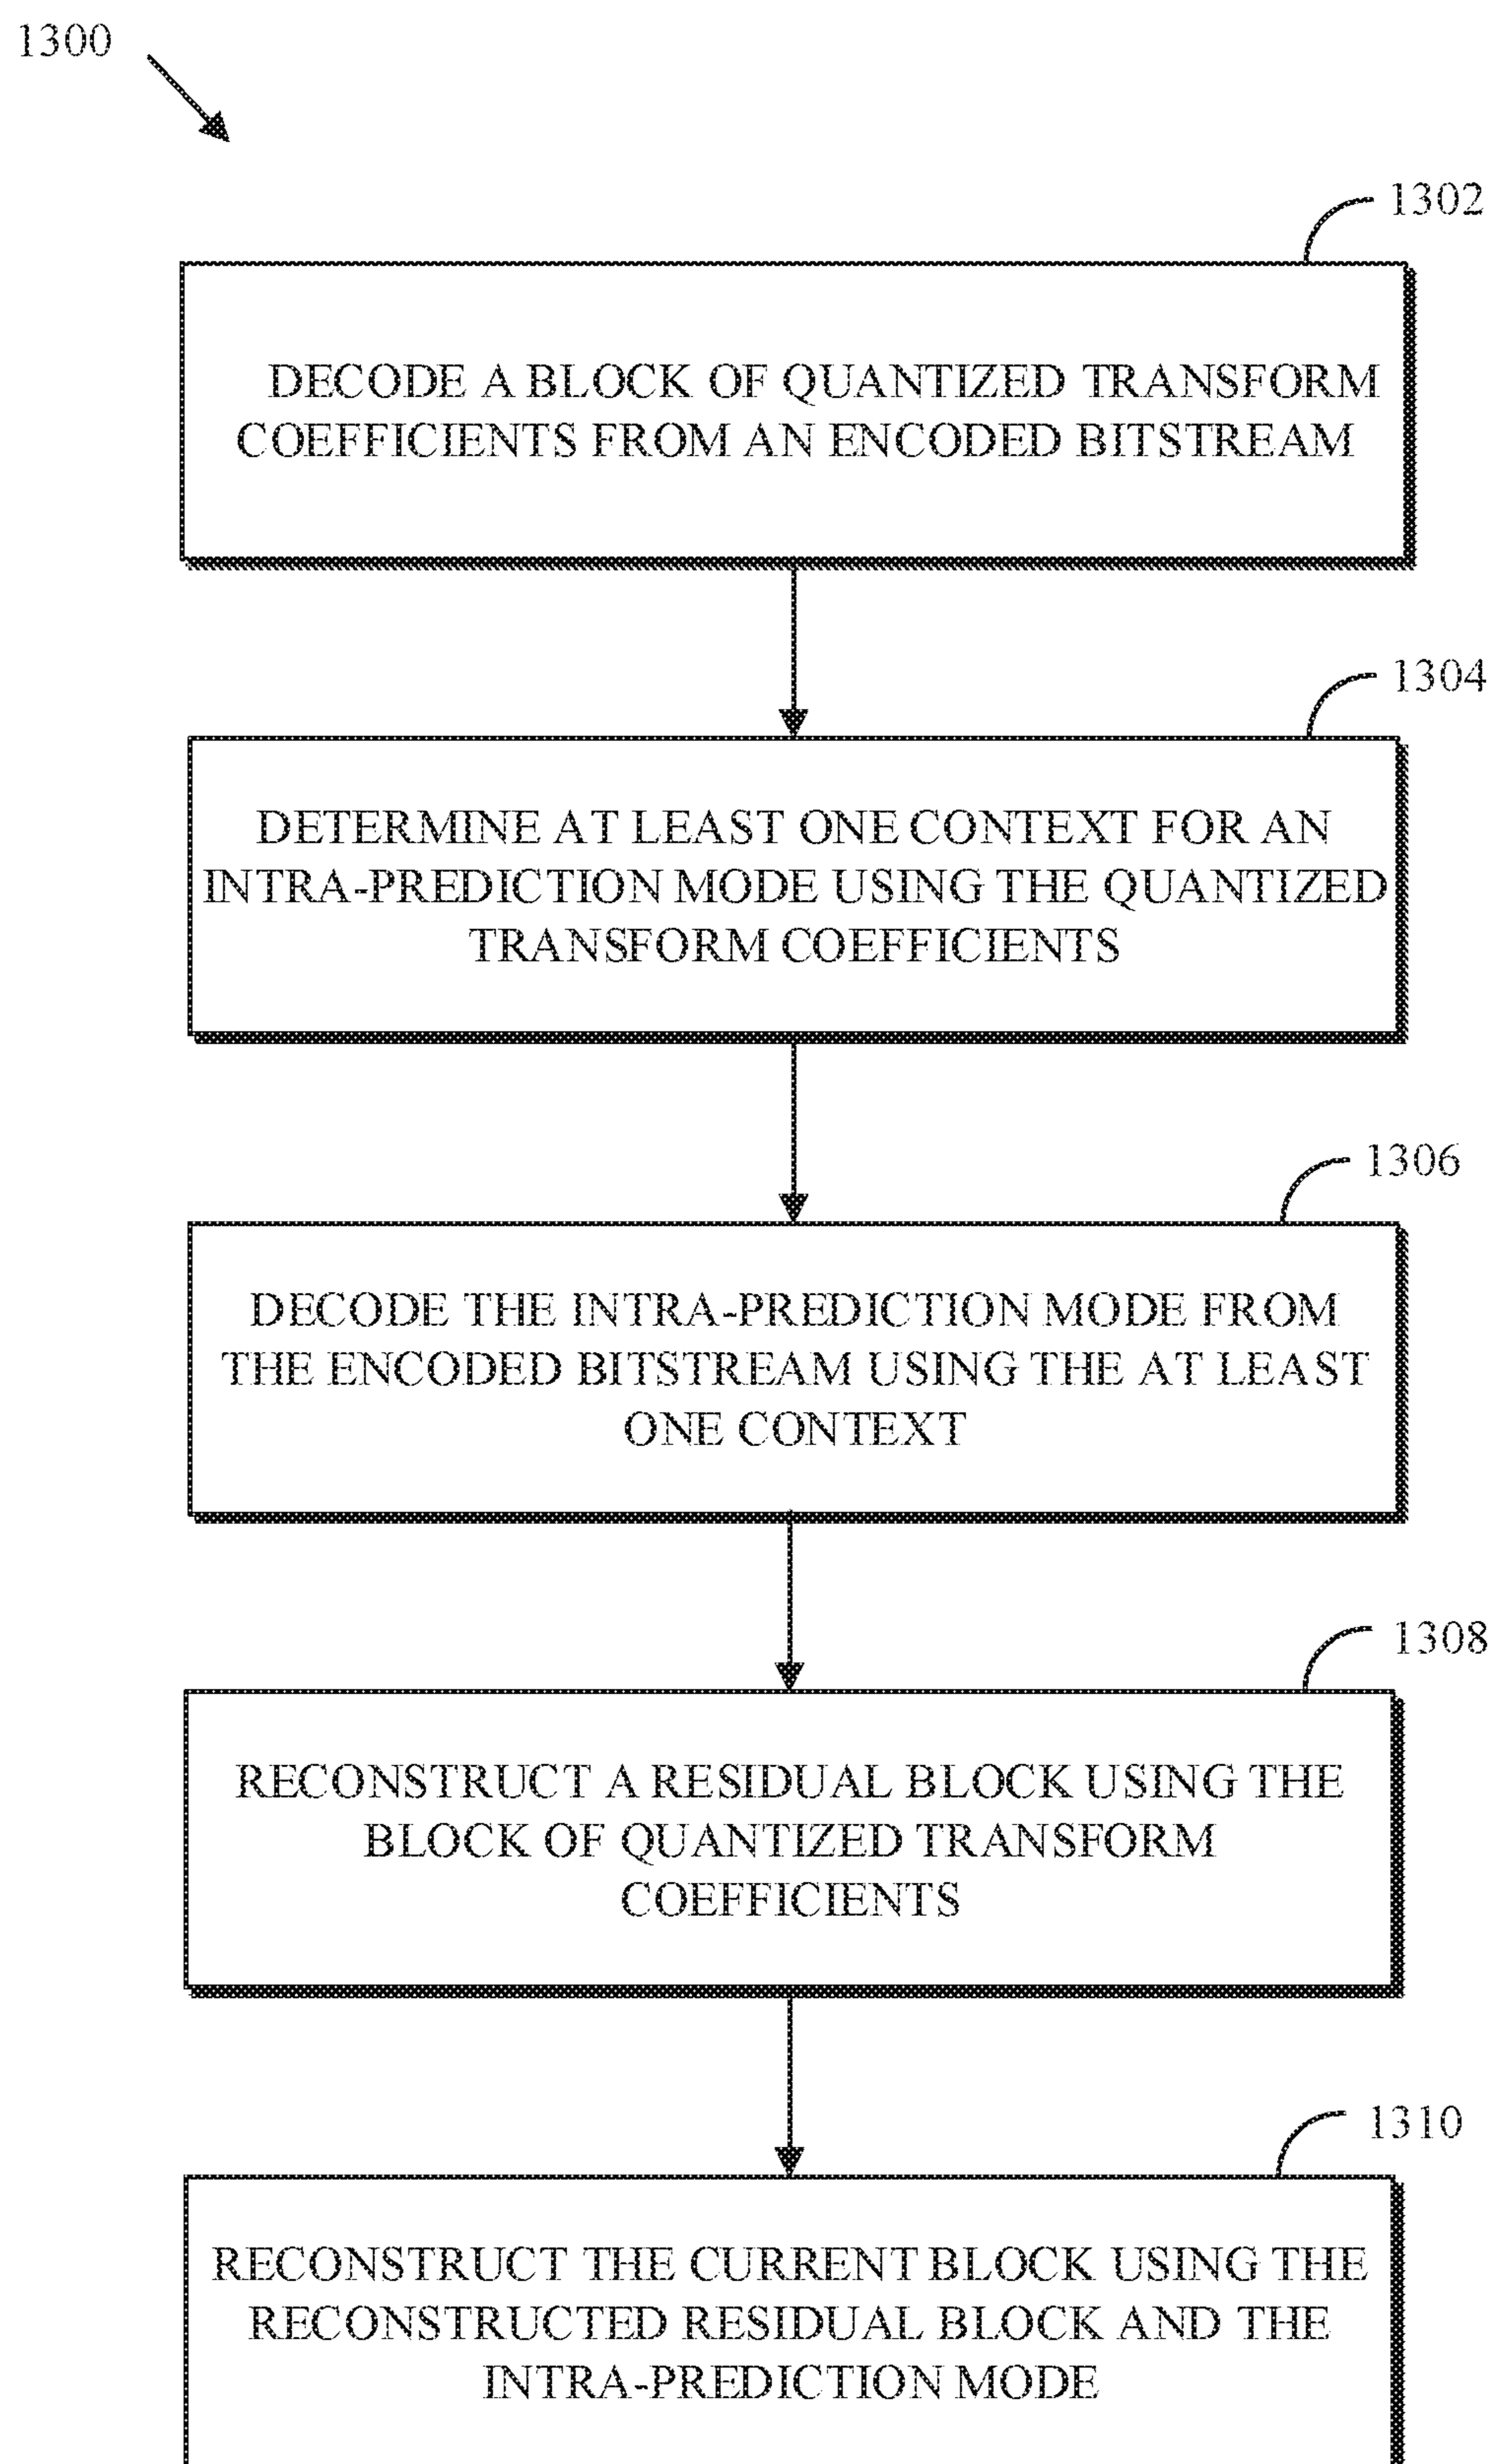 1300
1302
DECODE A BLOCK OF QUANTIZED TRANSFORM
COEFFICIENTS FROM AN ENCODED BITSTREAM
1304
DETERMINE AT LEAST ONE CONTEXT FOR AN
INTRA-PREDICTION MODE USING THE QUANTIZED
TRANSFORM COEFFICIENTS
1306
DECODE THE INTRA-PREDICTION MODE FROM
THE ENCODED BITSTREAM USING THE AT LEAST
ONE CONTEXT
1308
RECONSTRUCT A RESIDUAL BLOCK USING THE
BLOCK OF QUANTIZED TRANSFORM
COEFFICIENTS
1310
RECONSTRUCT THE CURRENT BLOCK USING THE
RECONSTRUCTED RESIDUAL BLOCK AND THE
INTRA-PREDICTION MODE